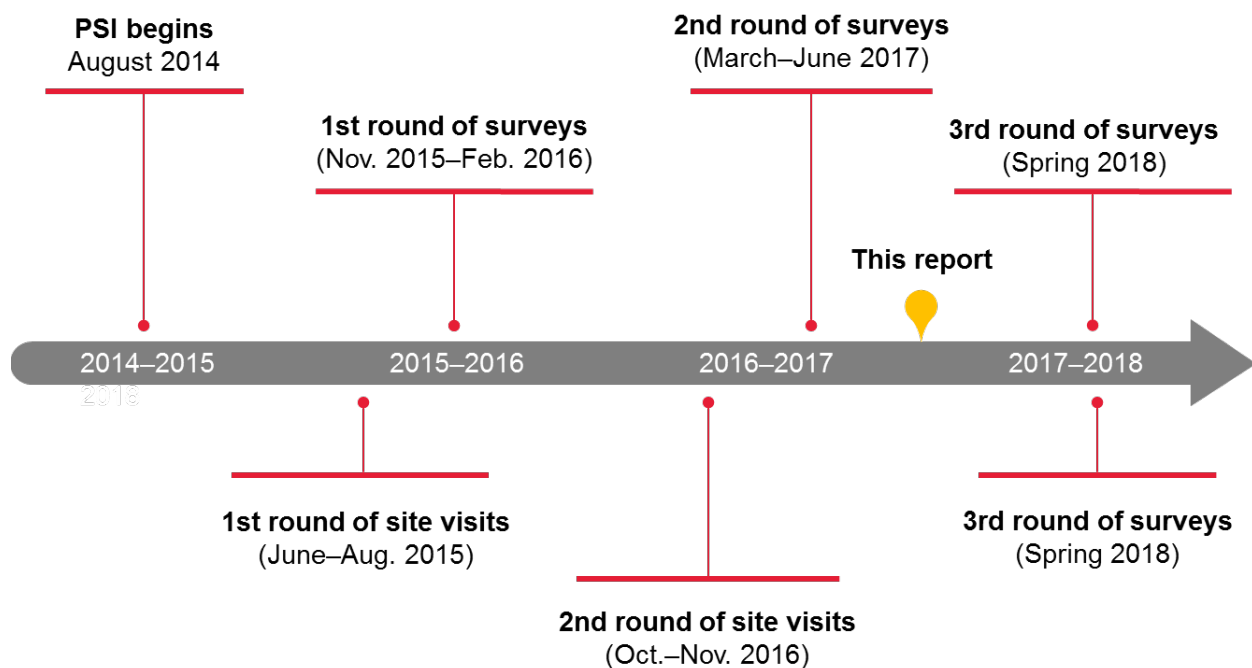 PSI begins
August 2014
2nd round of surveys
(March–June 2017)
1st round of surveys
(Nov. 2015–Feb. 2016)
3rd round of surveys
(Spring 2018)
This report
2014–2015
2015–2016
2016–2017
2017–2018
2018
1st round of site visits
(June–Aug. 2015)
3rd round of surveys
(Spring 2018)
2nd round of site visits
(Oct.–Nov. 2016)